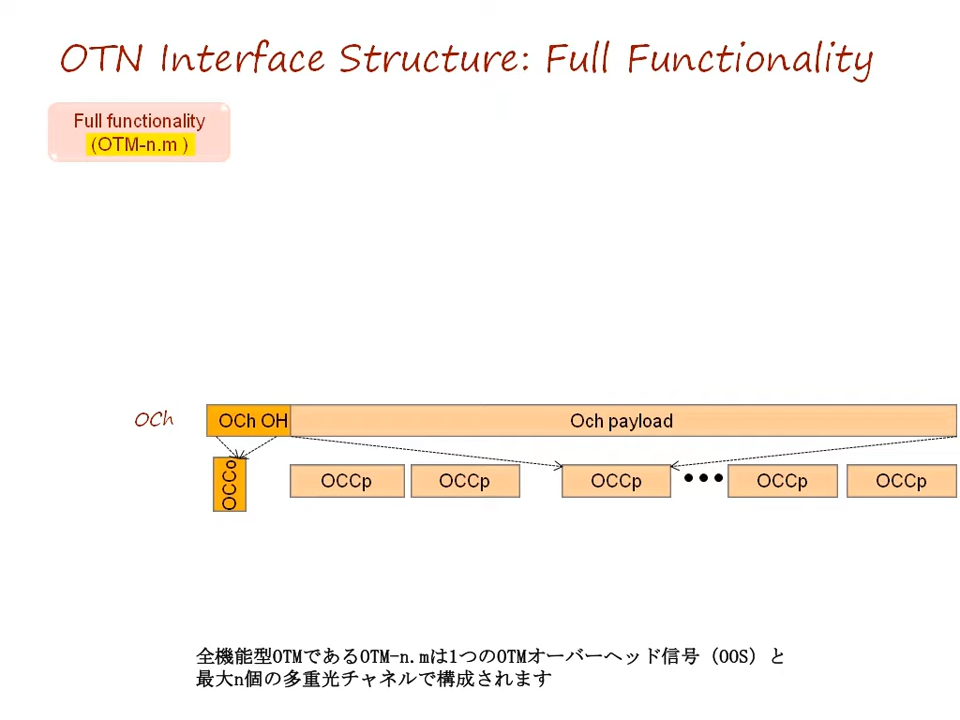 OTN Interface Structure: Full Functionality
Full functionality
(OTM-n.m )
OCh
OCh OH
Och payload
OCCo
OCCp
OCCp
OCCp
OCCp
OCCp
全機能型OTMであるOTM-n.mは1つのOTMオーバーヘッド信号（OOS）と
最大n個の多重光チャネルで構成されます